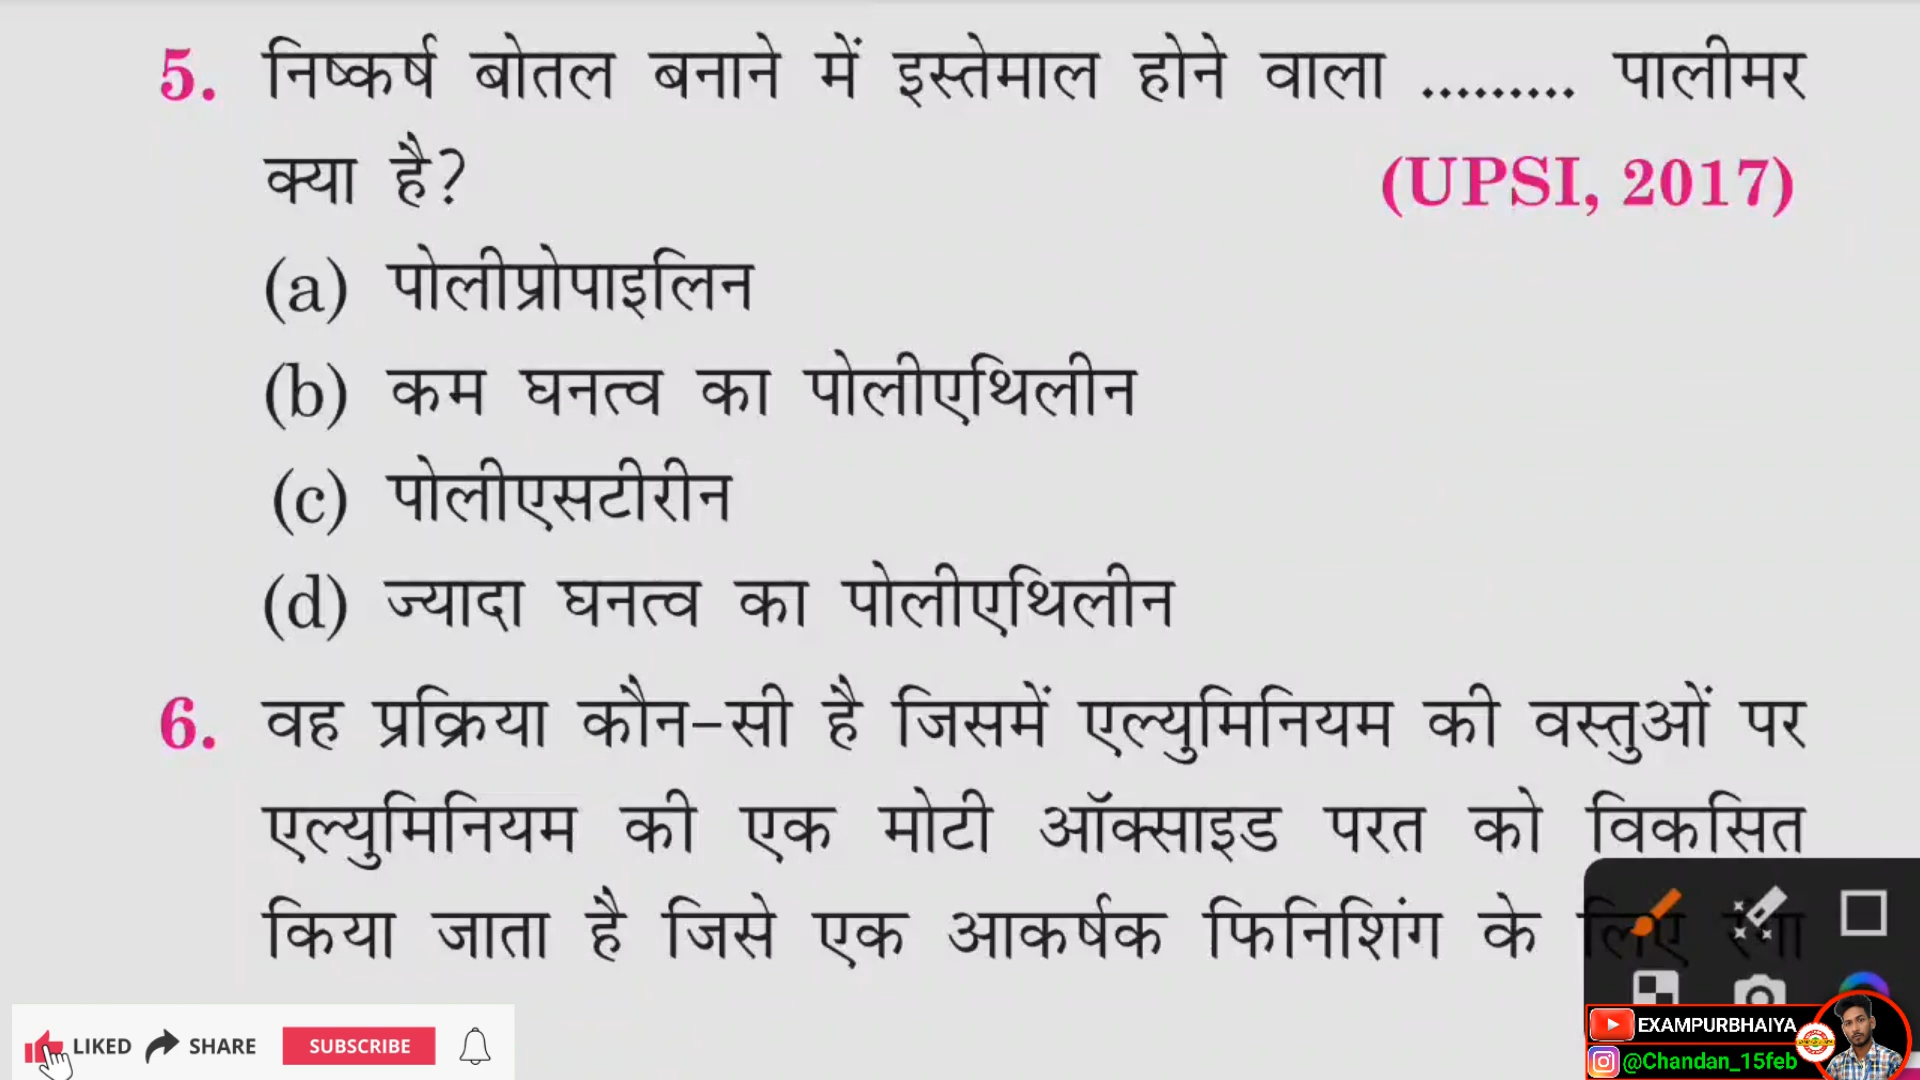 5. निष्कर्ष बोतल बनाने में इस्तेमाल होने वाला ......... पालीमर
क्या है? (UPSI, 2017)
(a) पोलीप्रोपाइलिन
(b) कम घनत्व का पोलीएथिलीन
(c) पोलीएसटीरीन
(d) ज्यादा घनत्व का पोलीएथिलीन
6. वह प्रक्रिया कौन-सी है जिसमें एल्युमिनियम की वस्तुओं पर
एल्युमिनियम की एक मोटी ऑक्साइड परत को विकसित
किया जाता है जिसे एक आकर्षक फिनिशिंग के लिए रंगा
LIKED SHARE SUBSCRIBE
EXAMPURBHAIYA
@Chandan_15feb